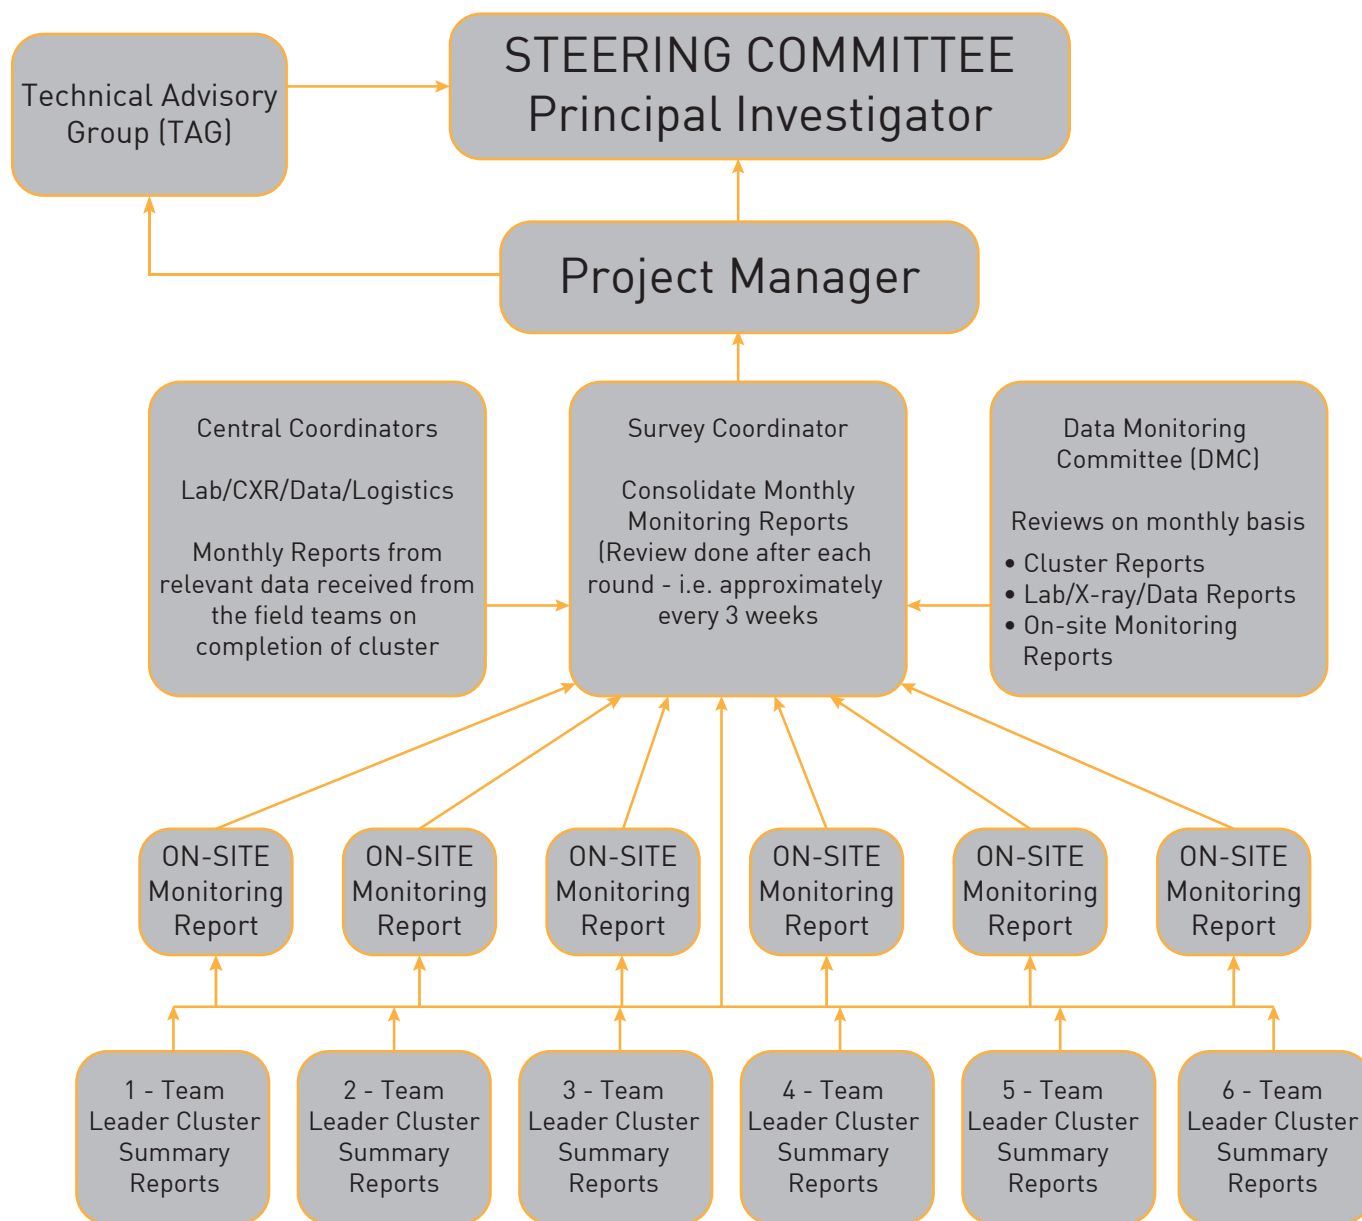 STEERING COMMITTEE
Principal Investigator
Technical Advisory
Group (TAG)
Project Manager
Central Coordinators
Lab/CXR/Data/Logistics
Monthly Reports from
relevant data received from
the field teams on
completion of cluster
Survey Coordinator
Consolidate Monthly
Monitoring Reports
(Review done after each
round - i.e. approximately
every 3 weeks
Data Monitoring
Committee (DMC)
Reviews on monthly basis
• Cluster Reports
• Lab/X-ray/Data Reports
• On-site Monitoring
Reports
ON-SITE
Monitoring
Report
ON-SITE
Monitoring
Report
ON-SITE
Monitoring
Report
ON-SITE
Monitoring
Report
ON-SITE
Monitoring
Report
ON-SITE
Monitoring
Report
1 - Team
Leader Cluster
Summary
Reports
2 - Team
Leader Cluster
Summary
Reports
3 - Team
Leader Cluster
Summary
Reports
4 - Team
Leader Cluster
Summary
Reports
5 - Team
Leader Cluster
Summary
Reports
6 - Team
Leader Cluster
Summary
Reports